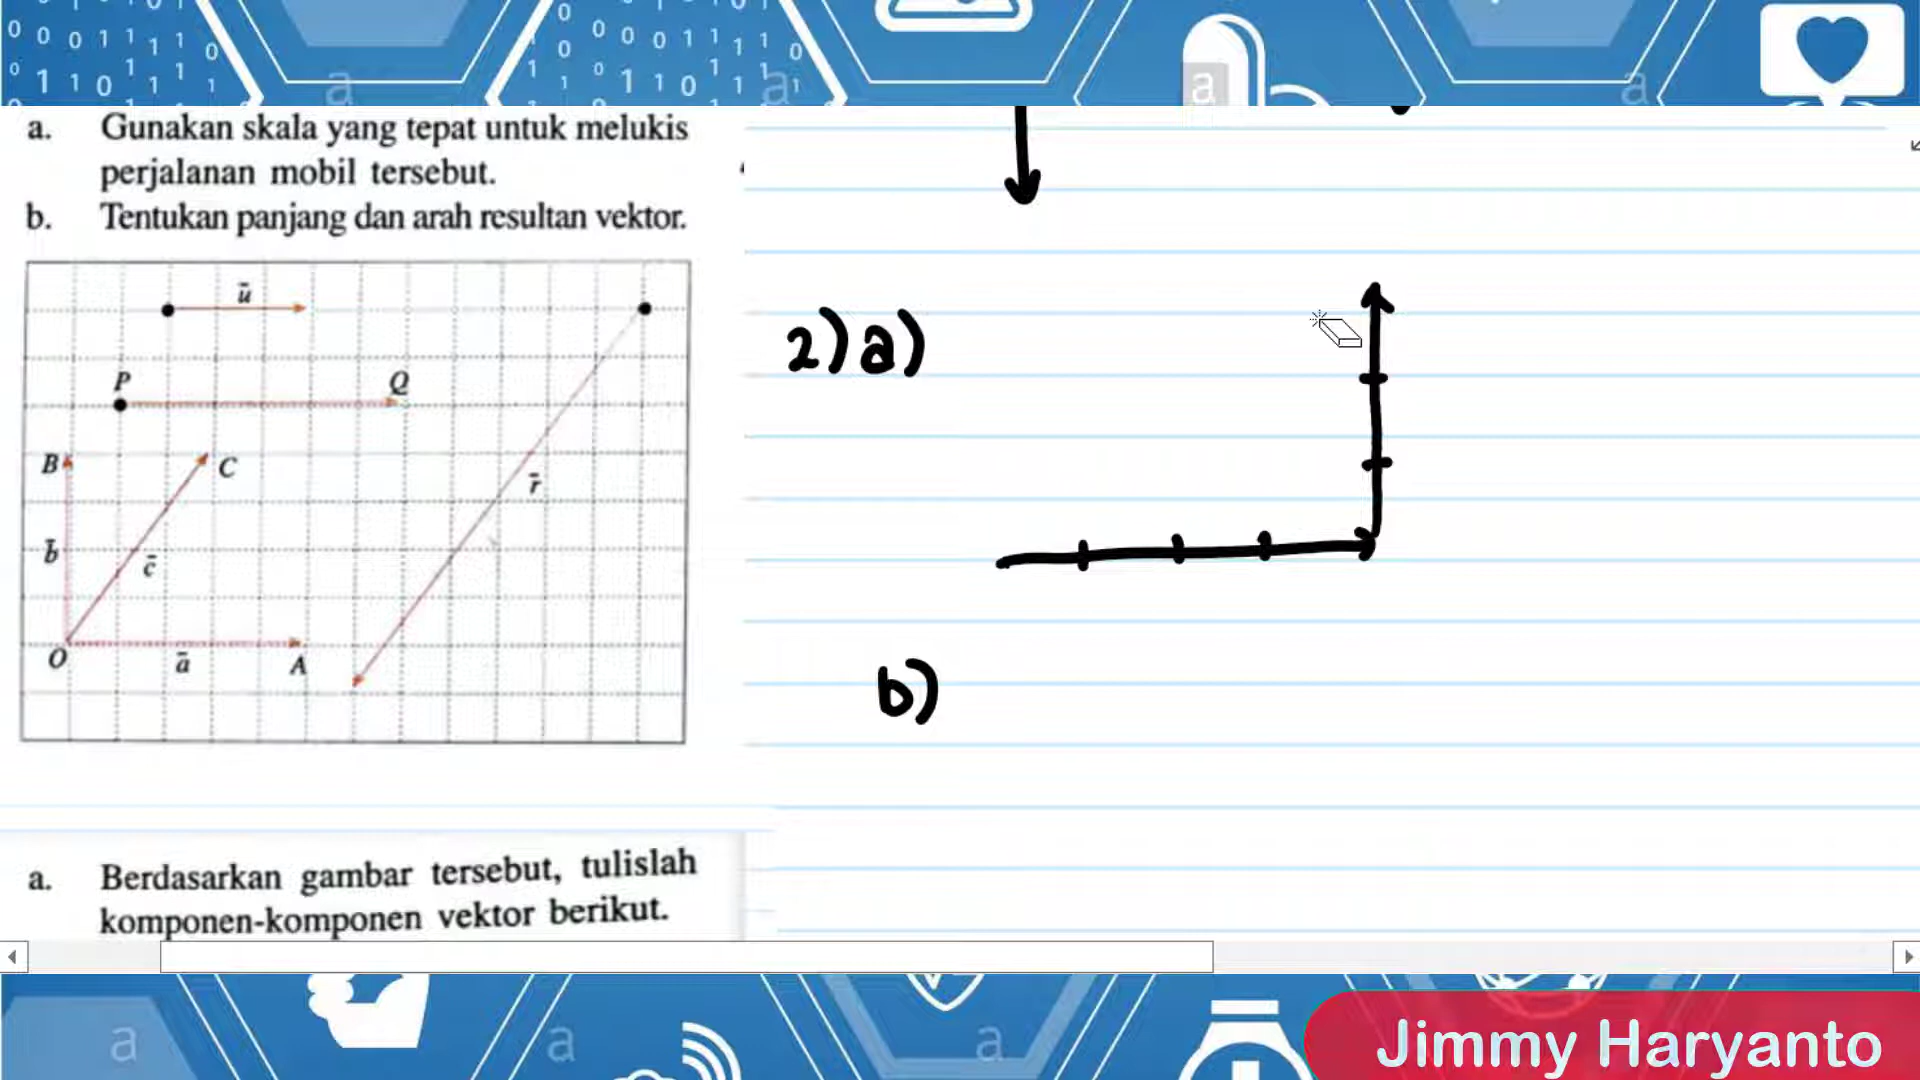 a. Gunakan skala yang tepat untuk melukis
perjalanan mobil tersebut.
b. Tentukan panjang dan arah resultan vektor.
ū
P
Q
B
C
b̄
c̄
r̄
O
ā
A
a. Berdasarkan gambar tersebut, tulislah
komponen-komponen vektor berikut.
2) a)
b)
Jimmy Haryanto